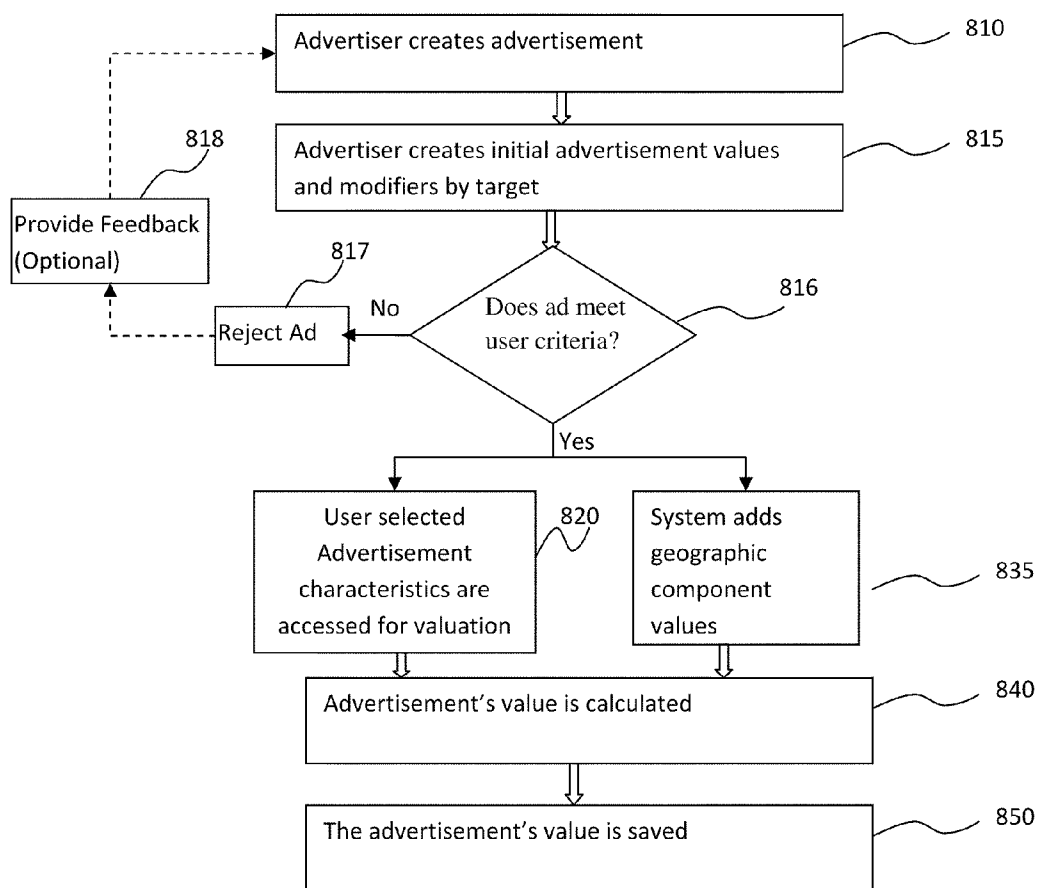 Advertiser creates advertisement
810
Advertiser creates initial advertisement values
and modifiers by target
815
818
Provide Feedback
(Optional)
817
Reject Ad
No
Does ad meet
user criteria?
816
Yes
User selected
Advertisement
characteristics are
accessed for valuation
820
System adds
geographic
component
values
835
Advertisement’s value is calculated
840
The advertisement’s value is saved
850